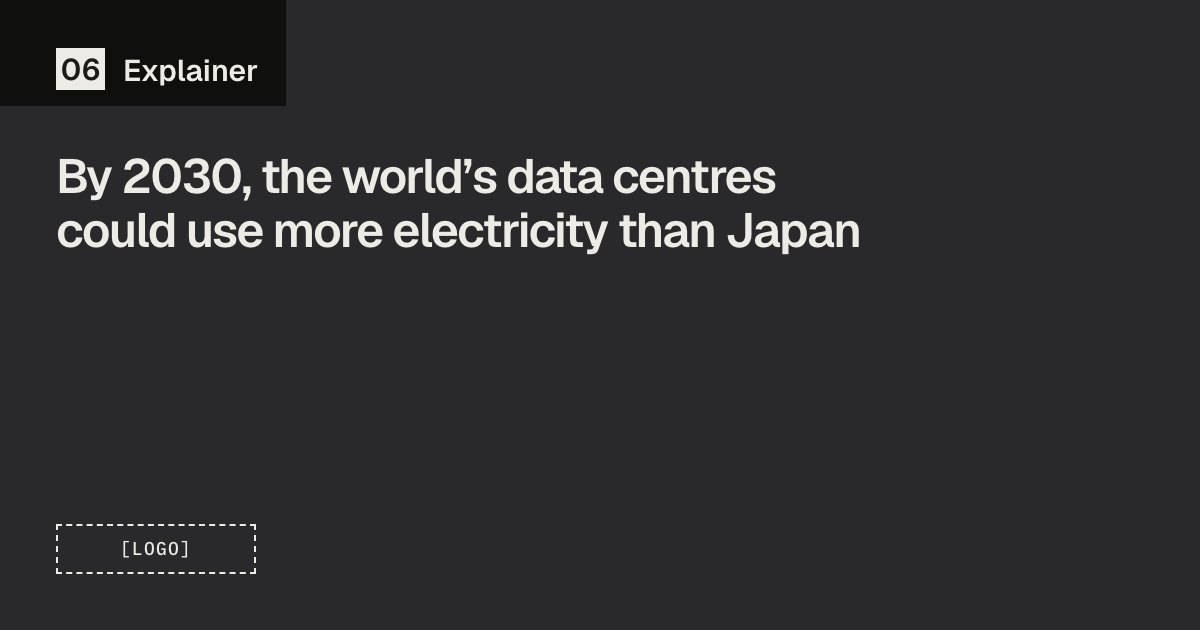 06 Explainer
By 2030, the world’s data centres
could use more electricity than Japan
[LOGO]